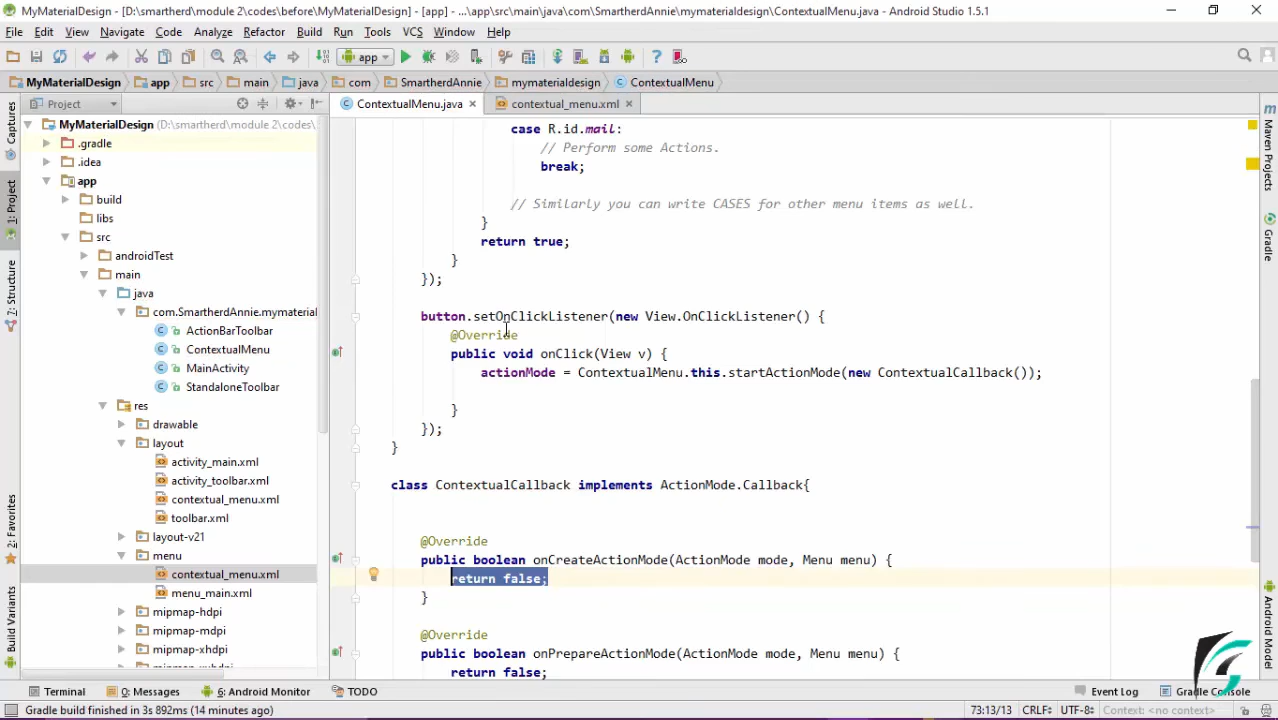 MyMaterialDesign - [D:\smartherd\module 2\codes\before\MyMaterialDesign] - [app] - ...\app\src\main\java\com\SmartherdAnnie\mymaterialdesign\ContextualMenu.java - Android Studio 1.5.1
File Edit View Navigate Code Analyze Refactor Build Run Tools VCS Window Help
app
MyMaterialDesign app src main java com SmartherdAnnie mymaterialdesign ContextualMenu
Project
ContextualMenu.java contextual_menu.xml
MyMaterialDesign (D:\smartherd\module 2\codes\
.gradle
.idea
app
build
libs
src
androidTest
main
java
com.SmartherdAnnie.mymaterial
ActionBarToolbar
ContextualMenu
MainActivity
StandaloneToolbar
res
drawable
layout
activity_main.xml
activity_toolbar.xml
contextual_menu.xml
toolbar.xml
layout-v21
menu
contextual_menu.xml
menu_main.xml
mipmap-hdpi
mipmap-mdpi
mipmap-xhdpi
mipmap-xxhdpi
case R.id.mail:
// Perform some Actions.
break;
// Similarly you can write CASES for other menu items as well.
}
return true;
}
});
button.setOnClickListener(new View.OnClickListener() {
@Override
public void onClick(View v) {
actionMode = ContextualMenu.this.startActionMode(new ContextualCallback());
}
});
}
class ContextualCallback implements ActionMode.Callback{
@Override
public boolean onCreateActionMode(ActionMode mode, Menu menu) {
return false;
}
@Override
public boolean onPrepareActionMode(ActionMode mode, Menu menu) {
return false;
Captures
1: Project
7: Structure
2: Favorites
Build Variants
Maven Projects
Gradle
Android Model
Terminal 0: Messages 6: Android Monitor TODO Event Log Gradle Console
Gradle build finished in 3s 892ms (14 minutes ago) 73:13/13 CRLF UTF-8 Context: <no context>